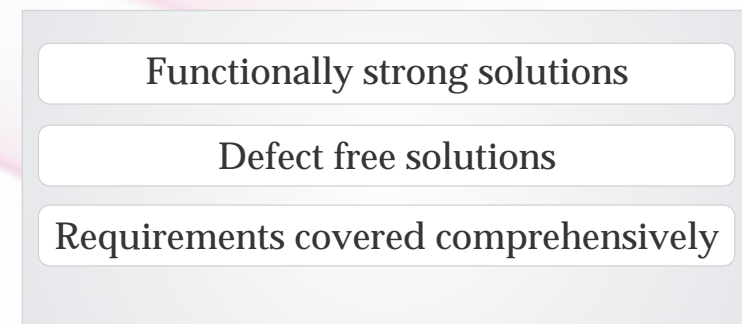 Functionally strong solutions
Defect free solutions
Requirements covered comprehensively